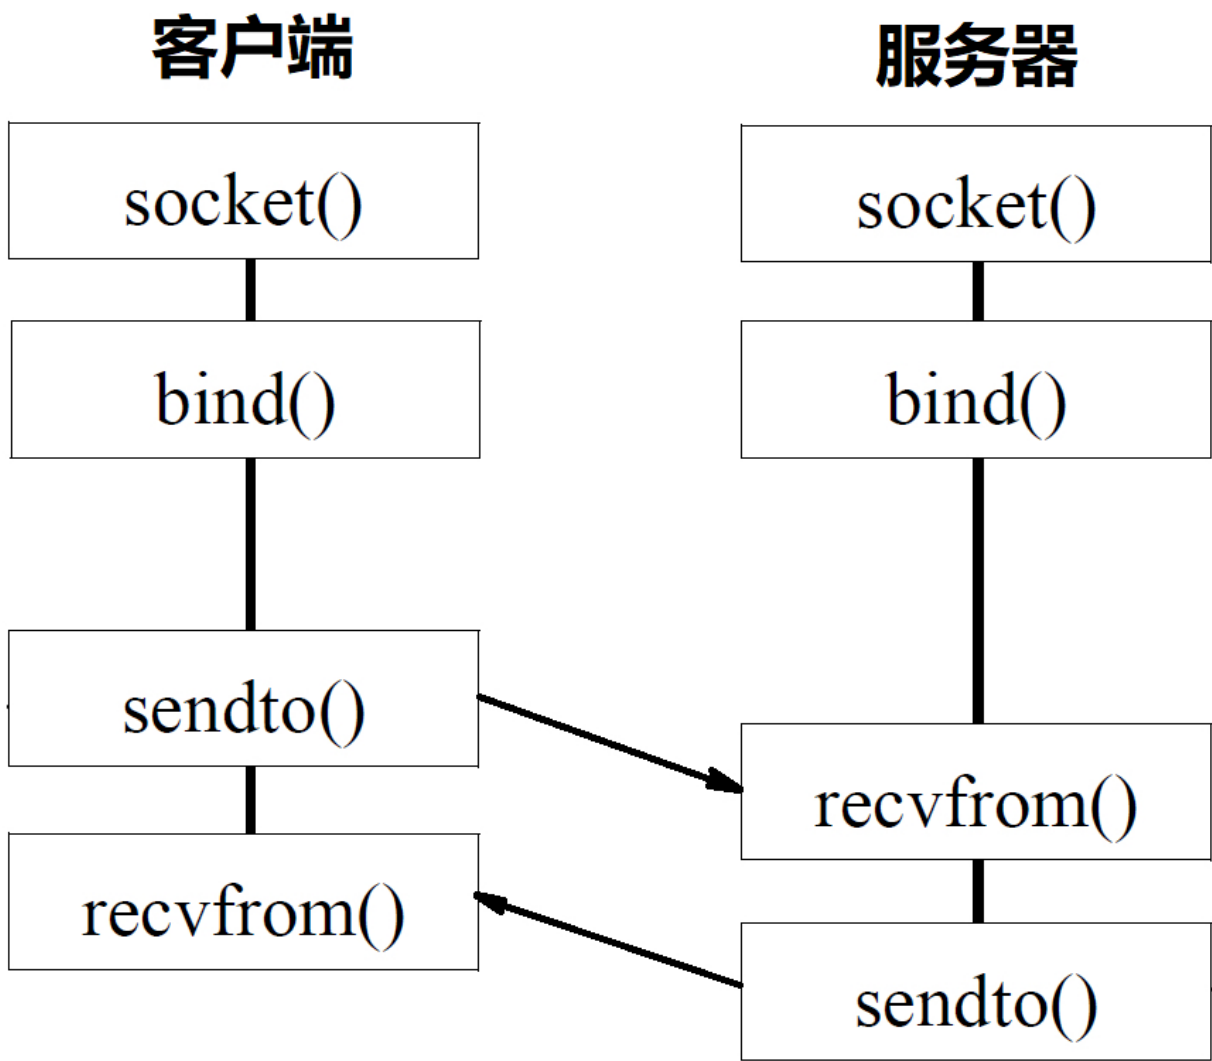 客户端
服务器
socket()
socket()
bind()
bind()
sendto()
recvfrom()
recvfrom()
sendto()